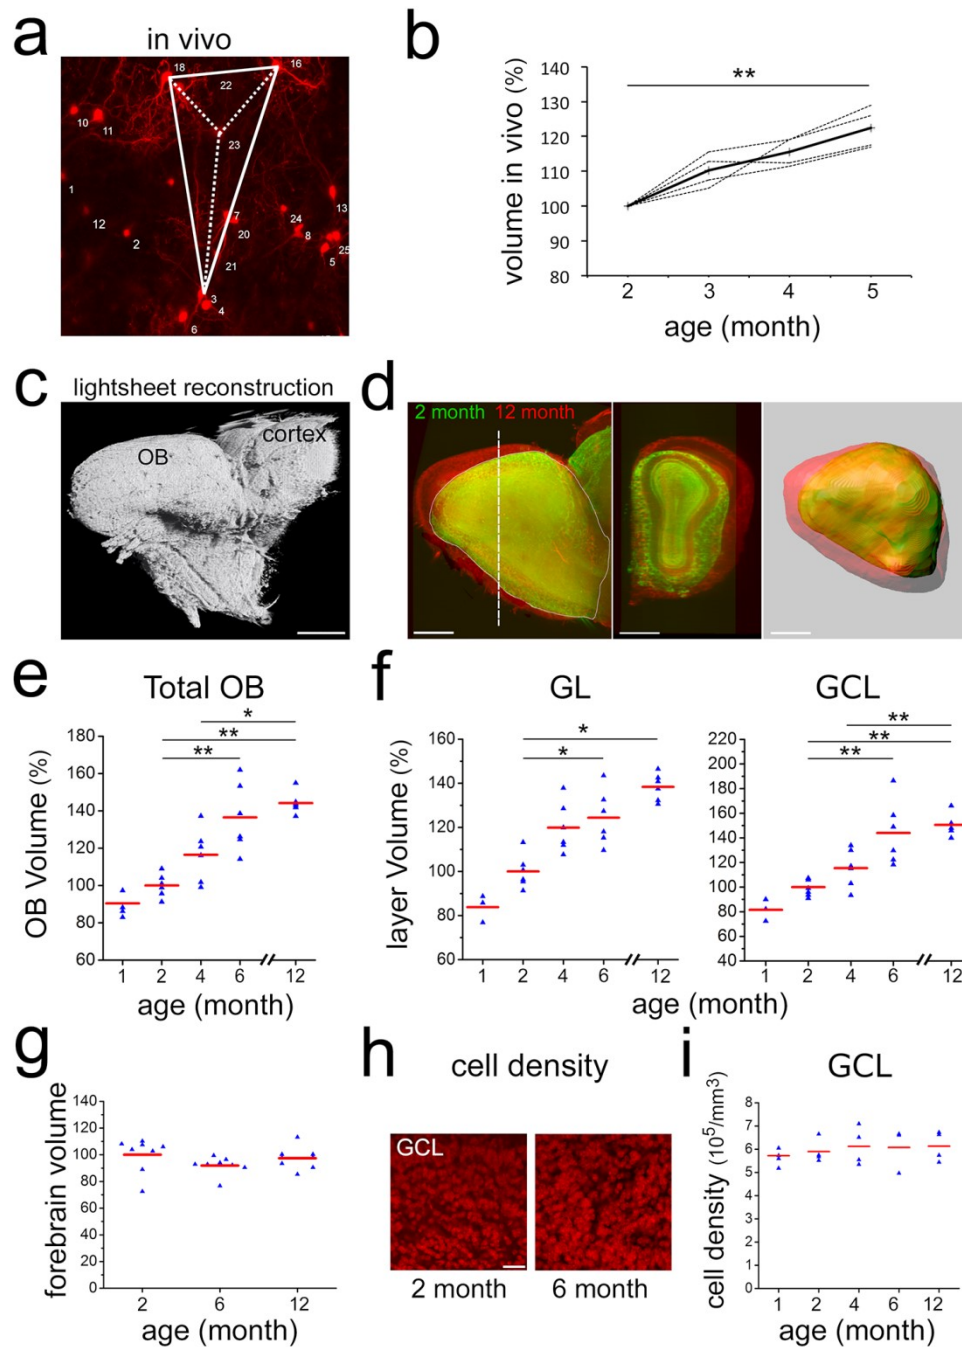 a
in vivo
18
16
22
10
11
23
1
13
7
12
24
20
2
8
25
5
21
3
4
6
b
**
volume in vivo (%)
140
130
120
110
100
90
80
2 3 4 5
age (month)
c
lightsheet reconstruction
OB
cortex
d
2 month 12 month
e
Total OB
*
**
**
OB Volume (%)
180
160
140
120
100
80
60
1 2 4 6 12
age (month)
f
GL
*
*
layer Volume (%)
160
140
120
100
80
60
1 2 4 6 12
GCL
**
**
**
220
200
180
160
140
120
100
80
60
40
1 2 4 6 12
age (month)
g
forebrain volume
140
120
100
80
60
40
20
0
2 6 12
age (month)
h
cell density
GCL
2 month 6 month
i
GCL
cell density (10⁵/mm³)
8
7
6
5
4
3
2
1
0
1 2 4 6 12
age (month)